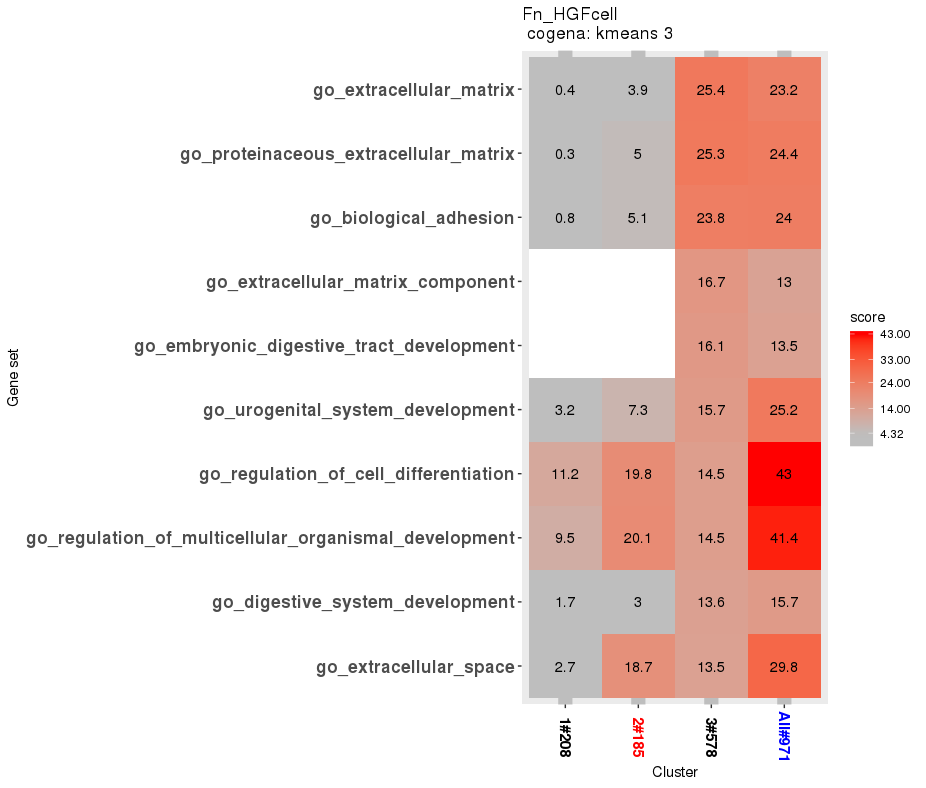 Fn_HGFcell
cogena: kmeans 3
go_extracellular_matrix 0.4 3.9 25.4 23.2
go_proteinaceous_extracellular_matrix 0.3 5 25.3 24.4
go_biological_adhesion 0.8 5.1 23.8 24
go_extracellular_matrix_component 16.7 13
go_embryonic_digestive_tract_development 16.1 13.5
go_urogenital_system_development 3.2 7.3 15.7 25.2
go_regulation_of_cell_differentiation 11.2 19.8 14.5 43
go_regulation_of_multicellular_organismal_development 9.5 20.1 14.5 41.4
go_digestive_system_development 1.7 3 13.6 15.7
go_extracellular_space 2.7 18.7 13.5 29.8
Gene set
1#208 2#185 3#578 All#971
Cluster
score
43.00
33.00
24.00
14.00
4.32